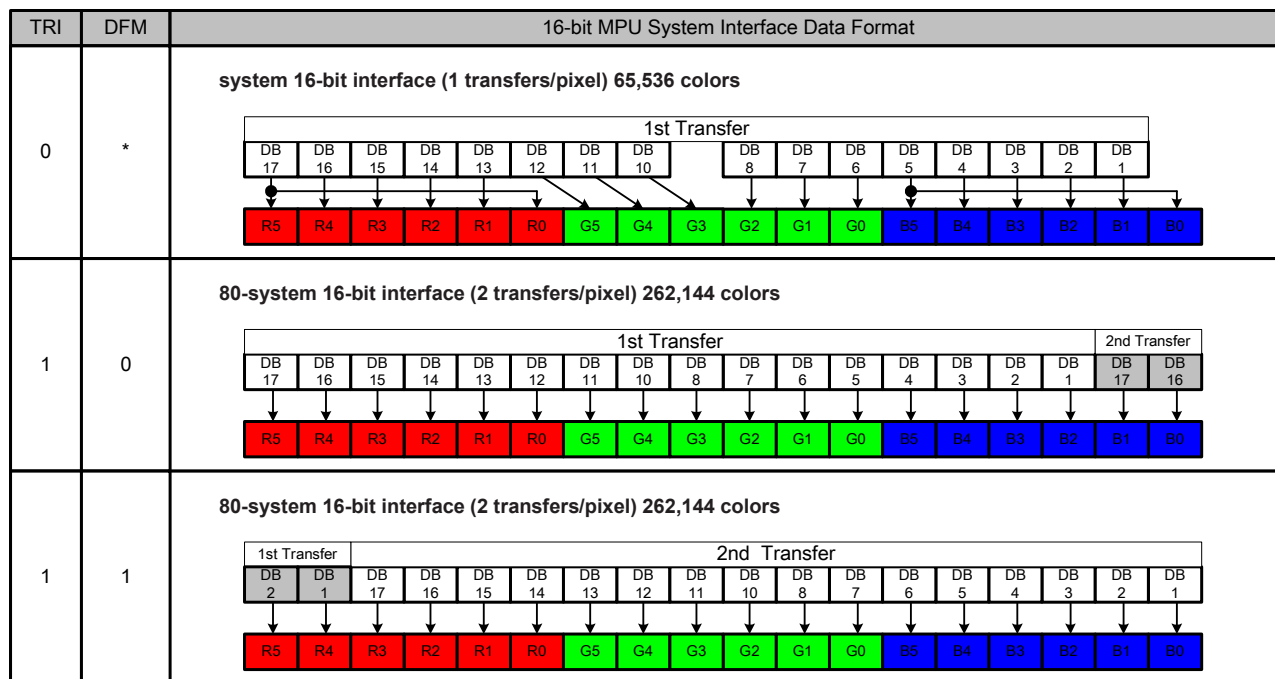 TRI DFM 16-bit MPU System Interface Data Format
system 16-bit interface (1 transfers/pixel) 65,536 colors
1st Transfer
0 *
DB 17 DB 16 DB 15 DB 14 DB 13 DB 12 DB 11 DB 10 DB 8 DB 7 DB 6 DB 5 DB 4 DB 3 DB 2 DB 1
R5 R4 R3 R2 R1 R0 G5 G4 G3 G2 G1 G0 B5 B4 B3 B2 B1 B0
80-system 16-bit interface (2 transfers/pixel) 262,144 colors
1st Transfer 2nd Transfer
1 0
DB 17 DB 16 DB 15 DB 14 DB 13 DB 12 DB 11 DB 10 DB 8 DB 7 DB 6 DB 5 DB 4 DB 3 DB 2 DB 1 DB 17 DB 16
R5 R4 R3 R2 R1 R0 G5 G4 G3 G2 G1 G0 B5 B4 B3 B2 B1 B0
80-system 16-bit interface (2 transfers/pixel) 262,144 colors
1st Transfer 2nd Transfer
1 1
DB 2 DB 1 DB 17 DB 16 DB 15 DB 14 DB 13 DB 12 DB 11 DB 10 DB 8 DB 7 DB 6 DB 5 DB 4 DB 3 DB 2 DB 1
R5 R4 R3 R2 R1 R0 G5 G4 G3 G2 G1 G0 B5 B4 B3 B2 B1 B0